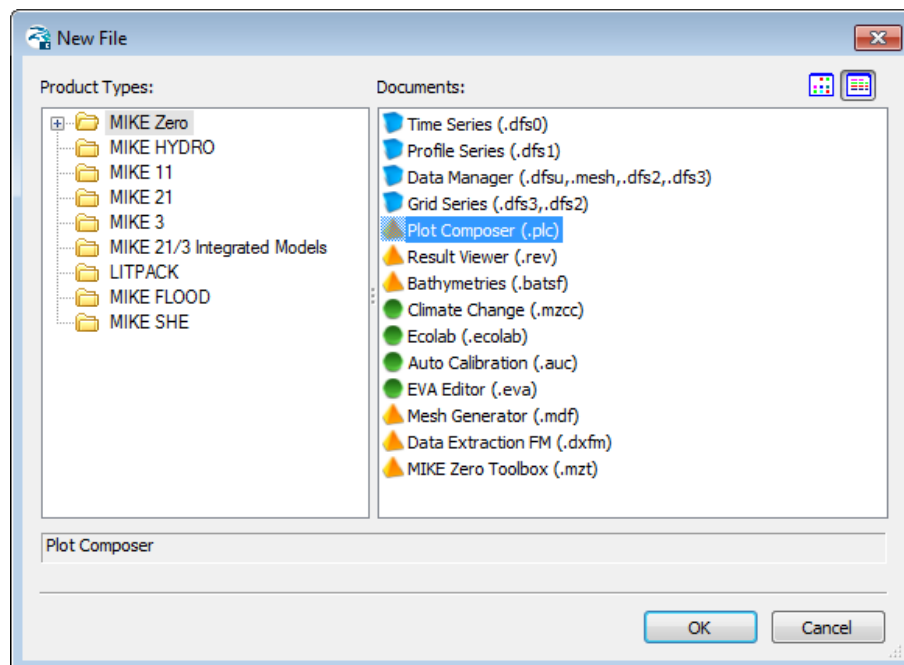 New File
Product Types:
Documents:
MIKE Zero
MIKE HYDRO
MIKE 11
MIKE 21
MIKE 3
MIKE 21/3 Integrated Models
LITPACK
MIKE FLOOD
MIKE SHE
Time Series (.dfs0)
Profile Series (.dfs1)
Data Manager (.dfsu,.mesh,.dfs2,.dfs3)
Grid Series (.dfs3,.dfs2)
Plot Composer (.plc)
Result Viewer (.rev)
Bathymetries (.batsf)
Climate Change (.mzcc)
Ecolab (.ecolab)
Auto Calibration (.auc)
EVA Editor (.eva)
Mesh Generator (.mdf)
Data Extraction FM (.dxfm)
MIKE Zero Toolbox (.mzt)
Plot Composer
OK
Cancel